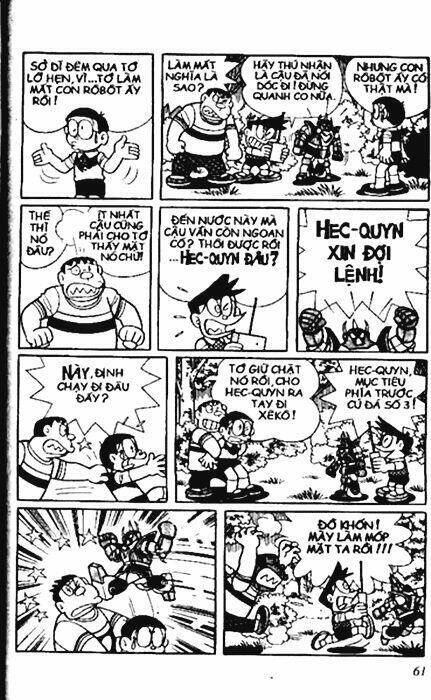 SỞ DĨ ĐÊM QUA TỚ
LỠ HẸN, VÌ...TỚ LÀM
MẤT CON RÔBỐT ẤY
RỒI!
LÀM MẤT
NGHĨA LÀ
SAO?
HÃY THÚ NHẬN
LÀ CẬU ĐÃ NÓI
DÓC ĐI! ĐỪNG
QUANH CO NỮA.
NHƯNG CON
RÔBỐT ẤY CÓ
THẬT MÀ!
THẾ
THÌ
NÓ
ĐÂU?
ÍT NHẤT
CẬU CŨNG
PHẢI CHO TỚ
THẤY MẶT
NÓ CHỨ!
ĐẾN NƯỚC NÀY MÀ
CẬU VẪN CÒN NGOAN
CỐ? THÔI ĐƯỢC RỒI
...HEC-QUYN ĐÂU?
HEC-QUYN
XIN ĐỢI
LỆNH!
NÀY, ĐỊNH
CHẠY ĐI ĐÂU
ĐẤY?
TỚ GIỮ CHẶT
NÓ RỒI, CHO
HEC-QUYN RA
TAY ĐI
XÊKÔ!
HEC-QUYN,
MỤC TIÊU
PHÍA TRƯỚC
CÚ ĐÁ SỐ 3!
ĐỒ KHỐN!
MÀY LÀM MÓP
MẶT TA RỒI!!!
61